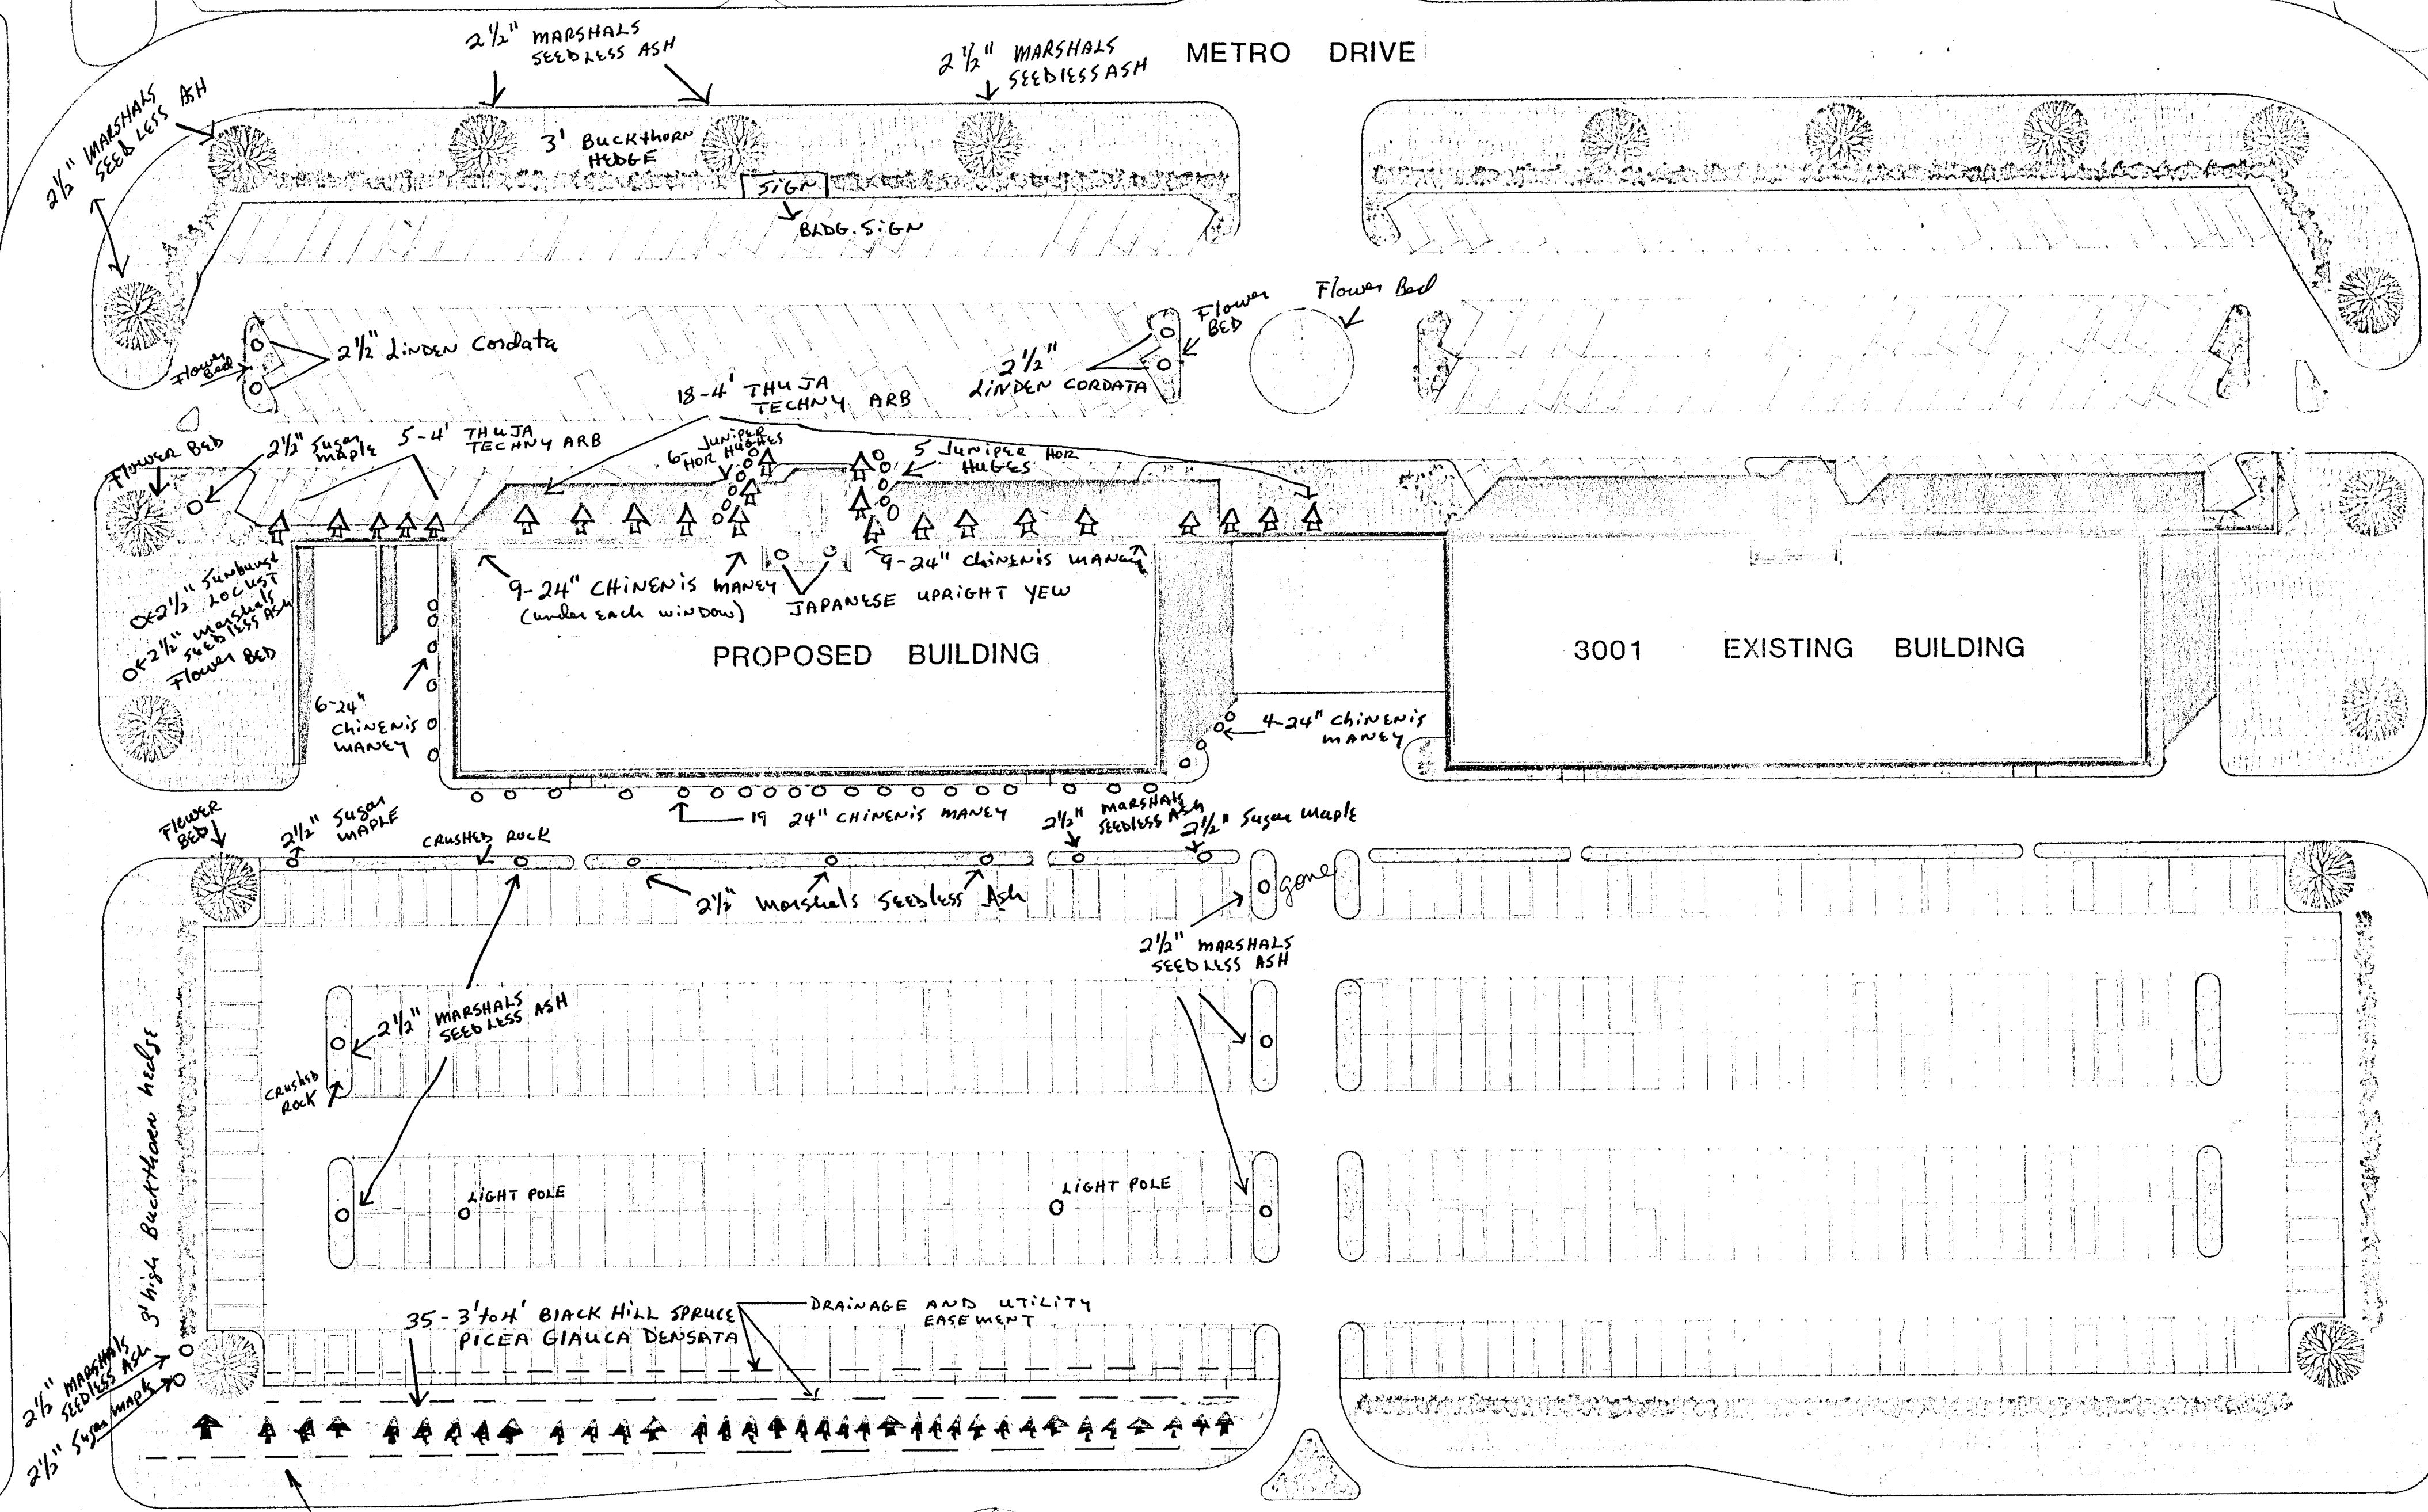 2½" MARSHALS
SEEDLESS ASH
2½" MARSHALS
SEEDLESS ASH
METRO DRIVE
2½" MARSHALS
SEEDLESS ASH
3' BUCKthORN
HEDGE
SiGN
BLDG. SiGN
Flower
BED
Flower Bed
2½" LiNDEN Cordata
Flower
Bed
2½"
LiNDEN CORDATA
18-4' THUJA
TECHNY ARB
FLOWER BED
2½" Sugar
maple
5-4' THUJA
TECHNY ARB
JUNiPER
6-HOR HUGHES
5 JUNiPER HOR
HUGES
9-24" CHiNENiS MANEY
(under EACH wiNDOW)
9-24" ChiNENiS MANEY
JAPANESE UPRiGHT YEW
2½" Sunburst
LOCUST
2½" Marshals
SEEDLESS ASH
Flower BED
PROPOSED BUILDING
3001 EXISTING BUILDING
6-24"
CHiNENiS
MANEY
4-24" ChiNENiS
MANEY
19 24" CHiNENiS MANEY
FLOWER
BED
2½" Sugar
MAPLE
CRUSHED ROCK
2½" MARSHALS
SEEDLESS ASH
2½" Sugar Maple
2½" Marshals SEEDless Ash
gone
2½" MARSHALS
SEEDLESS ASH
2½" MARSHALS
SEEDLESS ASH
CRUSHED
ROCK
3' high Buckthorn hedge
LiGHT POLE
LiGHT POLE
35-3' to 4' BlACK HiLL SPRUCE
PiCEA GlAUCA DENSATA
DRAiNAGE AND UTiLiTY
EASEMENT
2½" MARSHALS
SEEDLESS ASh
2½" Sugar maple